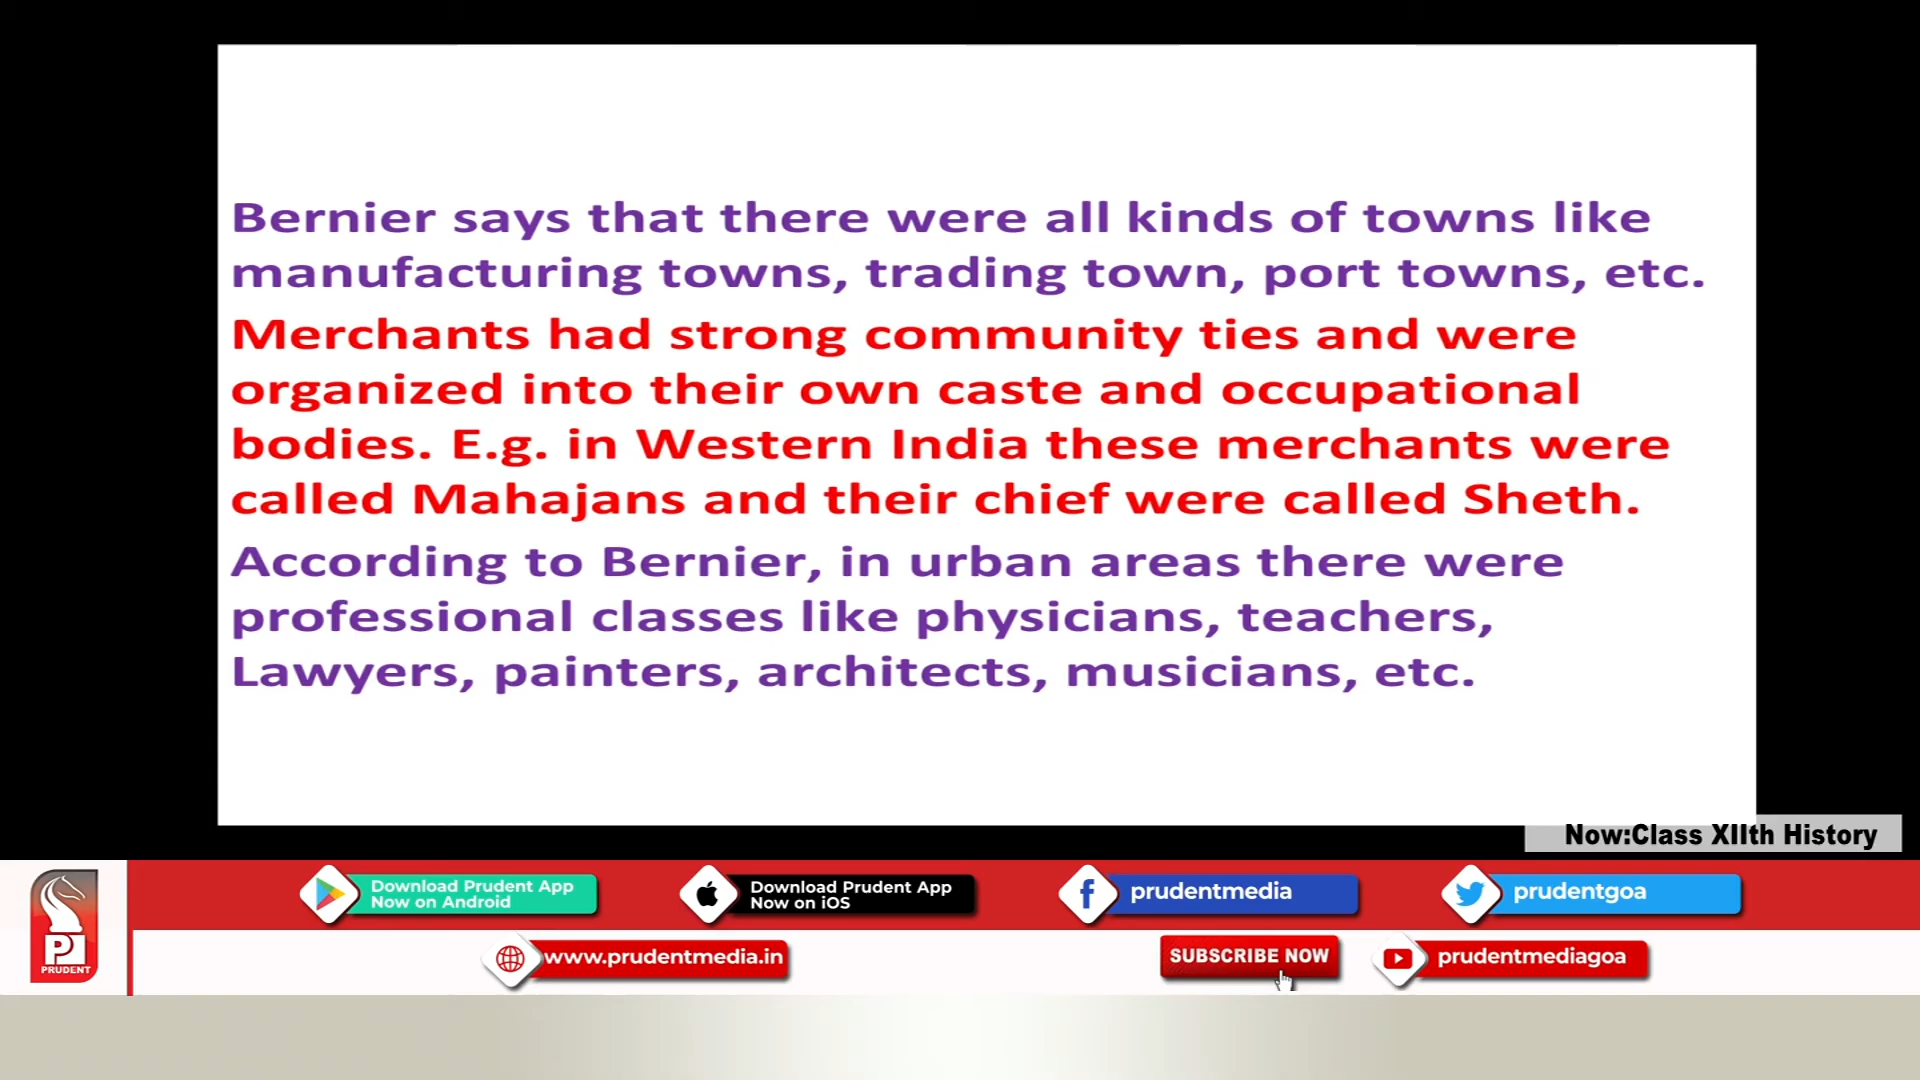 Bernier says that there were all kinds of towns like
manufacturing towns, trading town, port towns, etc.
Merchants had strong community ties and were
organized into their own caste and occupational
bodies. E.g. in Western India these merchants were
called Mahajans and their chief were called Sheth.
According to Bernier, in urban areas there were
professional classes like physicians, teachers,
Lawyers, painters, architects, musicians, etc.
Now:Class XIIth History
Download Prudent App
Now on Android
Download Prudent App
Now on iOS
prudentmedia
prudentgoa
PRUDENT
www.prudentmedia.in
SUBSCRIBE NOW
prudentmediagoa